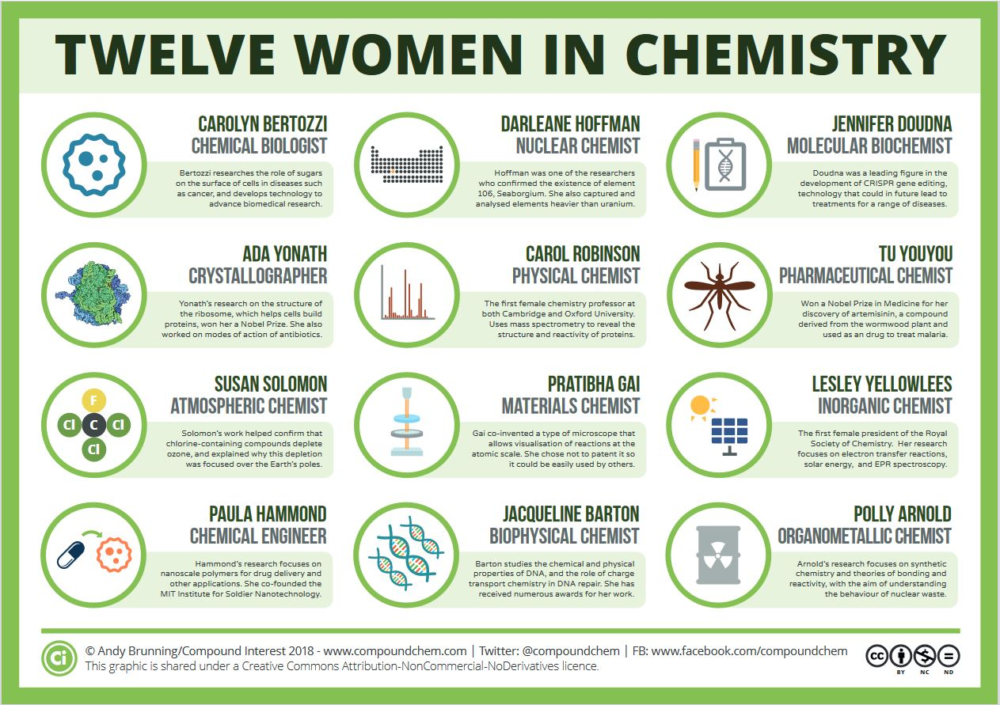 TWELVE WOMEN IN CHEMISTRY
CAROLYN BERTOZZI
CHEMICAL BIOLOGIST
Bertozzi researches the role of sugars
on the surface of cells in diseases such
as cancer, and develops technology to
advance biomedical research.
DARLEANE HOFFMAN
NUCLEAR CHEMIST
Hoffman was one of the researchers
who confirmed the existence of element
106, Seaborgium. She also captured and
analysed elements heavier than uranium.
JENNIFER DOUDNA
MOLECULAR BIOCHEMIST
Doudna was a leading figure in the
development of CRISPR gene editing,
technology that could in future lead to
treatments for a range of diseases.
ADA YONATH
CRYSTALLOGRAPHER
Yonath's research on the structure of
the ribosome, which helps cells build
proteins, won her a Nobel Prize. She also
worked on modes of action of antibiotics.
CAROL ROBINSON
PHYSICAL CHEMIST
The first female chemistry professor at
both Cambridge and Oxford University.
Uses mass spectrometry to reveal the
structure and reactivity of proteins.
TU YOUYOU
PHARMACEUTICAL CHEMIST
Won a Nobel Prize in Medicine for her
discovery of artemisinin, a compound
derived from the wormwood plant and
used as an drug to treat malaria.
F
Cl C Cl
Cl
SUSAN SOLOMON
ATMOSPHERIC CHEMIST
Solomon's work helped confirm that
chlorine-containing compounds deplete
ozone, and explained why this depletion
was focused over the Earth's poles.
PRATIBHA GAI
MATERIALS CHEMIST
Gai co-invented a type of microscope that
allows visualisation of reactions at the
atomic scale. She chose not to patent it so
it could be easily used by others.
LESLEY YELLOWLEES
INORGANIC CHEMIST
The first female president of the Royal
Society of Chemistry. Her research
focuses on electron transfer reactions,
solar energy, and EPR spectroscopy.
PAULA HAMMOND
CHEMICAL ENGINEER
Hammond's research focuses on
nanoscale polymers for drug delivery and
other applications. She co-founded the
MIT Institute for Soldier Nanotechnology.
JACQUELINE BARTON
BIOPHYSICAL CHEMIST
Barton studies the chemical and physical
properties of DNA, and the role of charge
transport chemistry in DNA repair. She has
received numerous awards for her work.
POLLY ARNOLD
ORGANOMETALLIC CHEMIST
Arnold's research focuses on synthetic
chemistry and theories of bonding and
reactivity, with the aim of understanding
the behaviour of nuclear waste.
Ci
© Andy Brunning/Compound Interest 2018 - www.compoundchem.com | Twitter: @compoundchem | FB: www.facebook.com/compoundchem
This graphic is shared under a Creative Commons Attribution-NonCommercial-NoDerivatives licence.
cc
BY NC ND